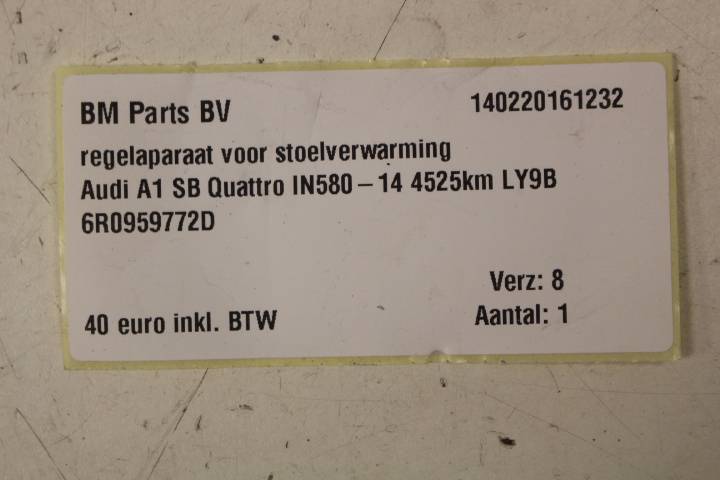 BM Parts BV 140220161232
regelaparaat voor stoelverwarming
Audi A1 SB Quattro IN580 – 14 4525km LY9B
6R0959772D
Verz: 8
40 euro inkl. BTW Aantal: 1